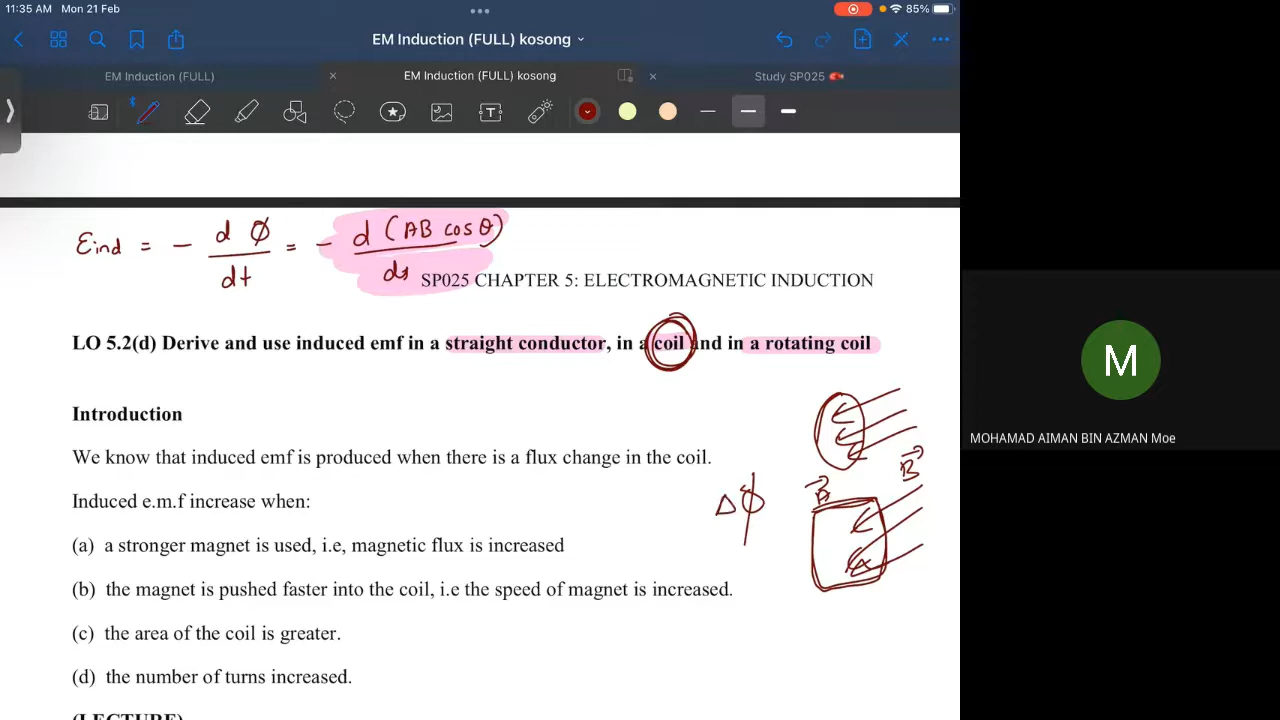 11:35 AM Mon 21 Feb
85%
EM Induction (FULL) kosong
EM Induction (FULL)
EM Induction (FULL) kosong
Study SP025
Eind = - d Φ / dt = - d (AB cos θ) / dt
SP025 CHAPTER 5: ELECTROMAGNETIC INDUCTION
LO 5.2(d) Derive and use induced emf in a straight conductor, in a coil and in a rotating coil
Introduction
We know that induced emf is produced when there is a flux change in the coil.
B
Induced e.m.f increase when:
ΔΦ
(a) a stronger magnet is used, i.e, magnetic flux is increased
(b) the magnet is pushed faster into the coil, i.e the speed of magnet is increased.
(c) the area of the coil is greater.
(d) the number of turns increased.
(LECTURE)
M
MOHAMAD AIMAN BIN AZMAN Moe